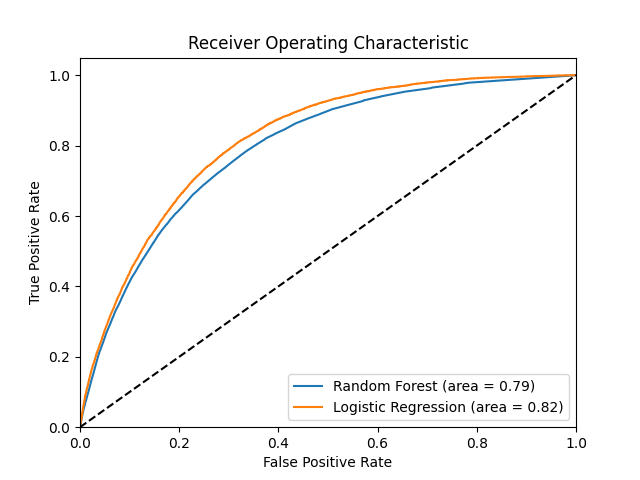 Receiver Operating Characteristic
True Positive Rate
1.0
0.8
0.6
0.4
0.2
0.0
Random Forest (area = 0.79)
Logistic Regression (area = 0.82)
0.0 0.2 0.4 0.6 0.8 1.0
False Positive Rate